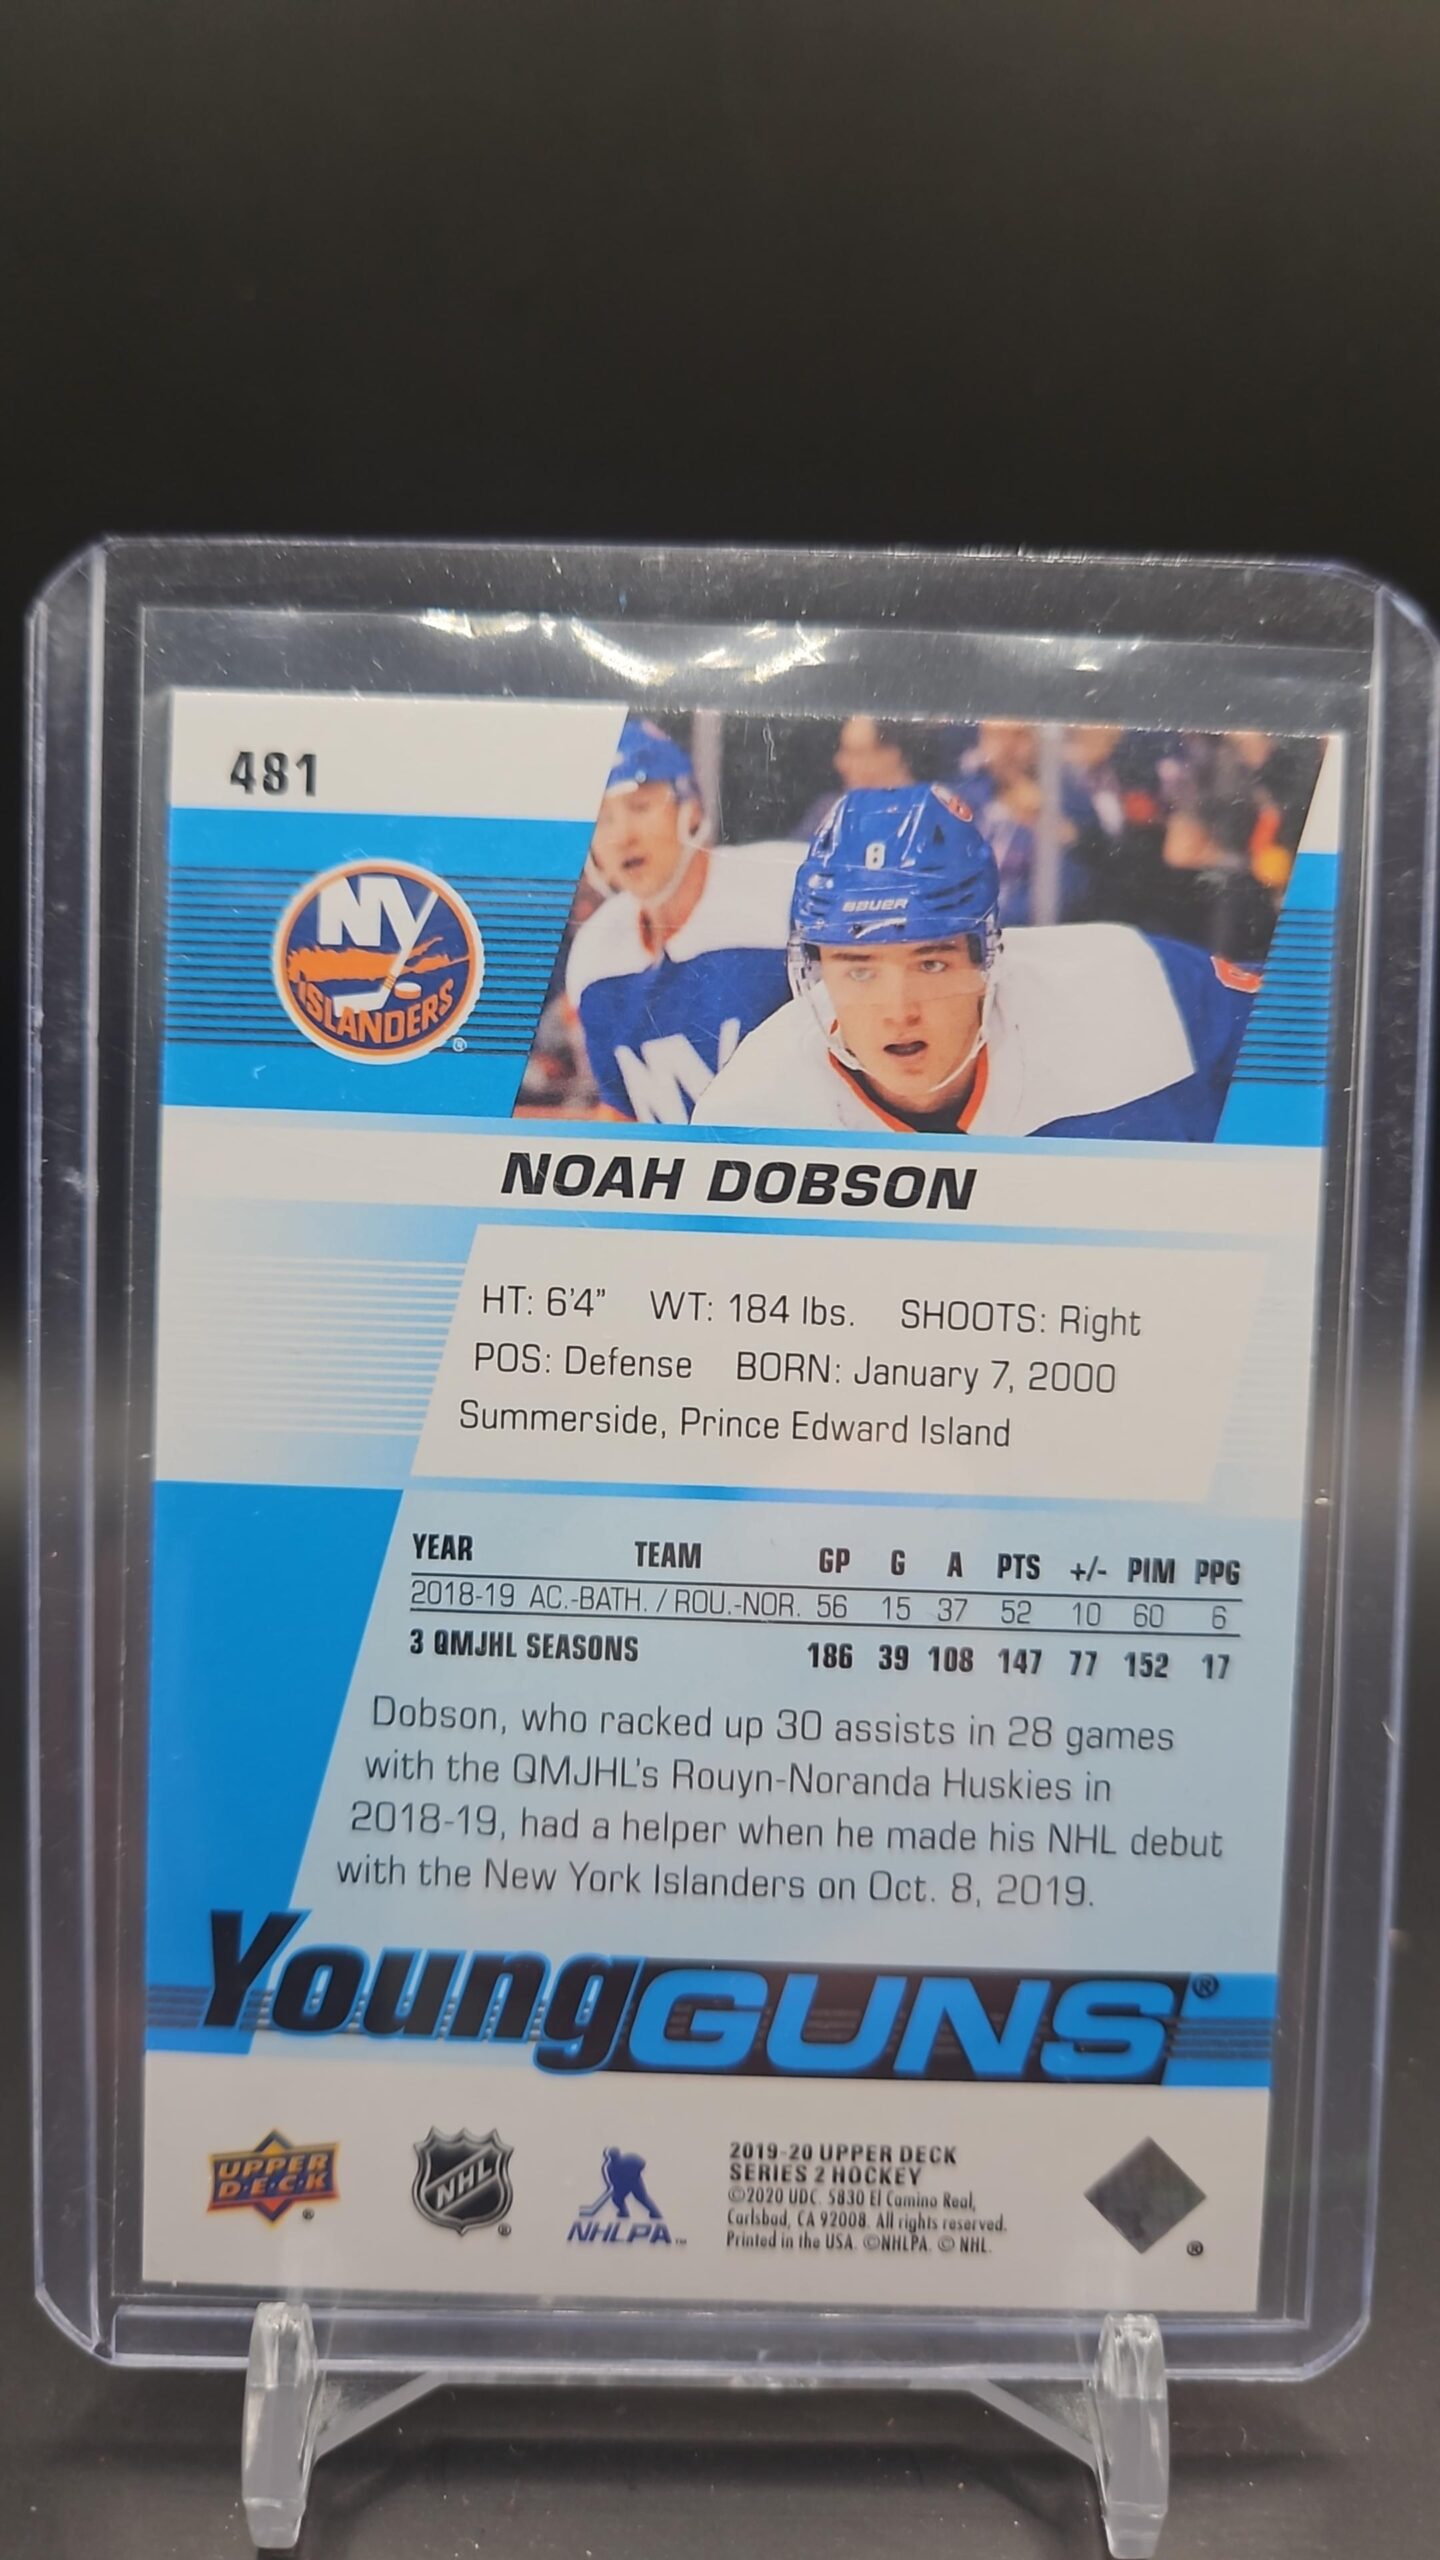 481
NY
ISLANDERS
8
BAUER
NOAH DOBSON
HT: 6'4" WT: 184 lbs. SHOOTS: Right
POS: Defense BORN: January 7, 2000
Summerside, Prince Edward Island
YEAR TEAM GP G A PTS +/- PIM PPG
2018-19 AC.-BATH. / ROU.-NOR. 56 15 37 52 10 60 6
3 QMJHL SEASONS 186 39 108 147 77 152 17
Dobson, who racked up 30 assists in 28 games
with the QMJHL's Rouyn-Noranda Huskies in
2018-19, had a helper when he made his NHL debut
with the New York Islanders on Oct. 8, 2019.
Young GUNS®
UPPER DECK®
NHL®
NHLPA™
2019-20 UPPER DECK
SERIES 2 HOCKEY
©2020 UDC. 5830 El Camino Real,
Carlsbad, CA 92008. All rights reserved.
Printed in the USA. ©NHLPA. © NHL.
®